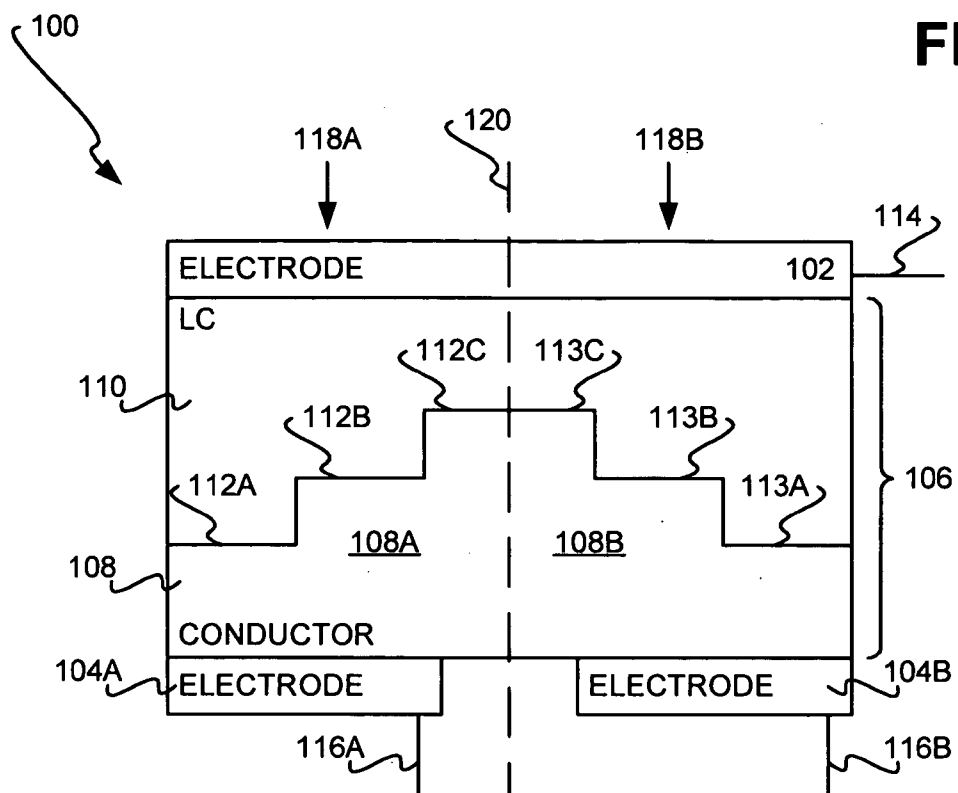 100
FI
120
118A
118B
114
ELECTRODE 102
LC
112C 113C
110
112B 113B
106
112A 113A
108A 108B
108
CONDUCTOR
104A ELECTRODE ELECTRODE 104B
116A 116B